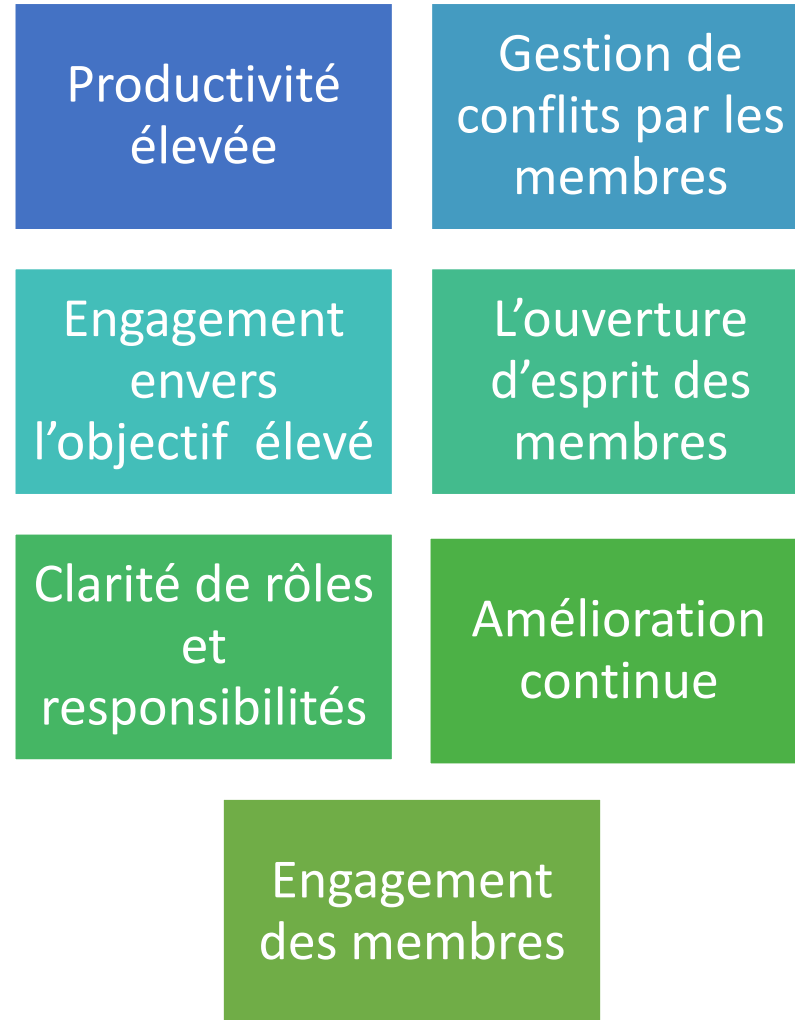 Productivité
élevée
Gestion de
conflits par les
membres
Engagement
envers
l’objectif  élevé
L’ouverture
d’esprit des
membres
Clarité de rôles
et
responsibilités
Amélioration
continue
Engagement
des membres